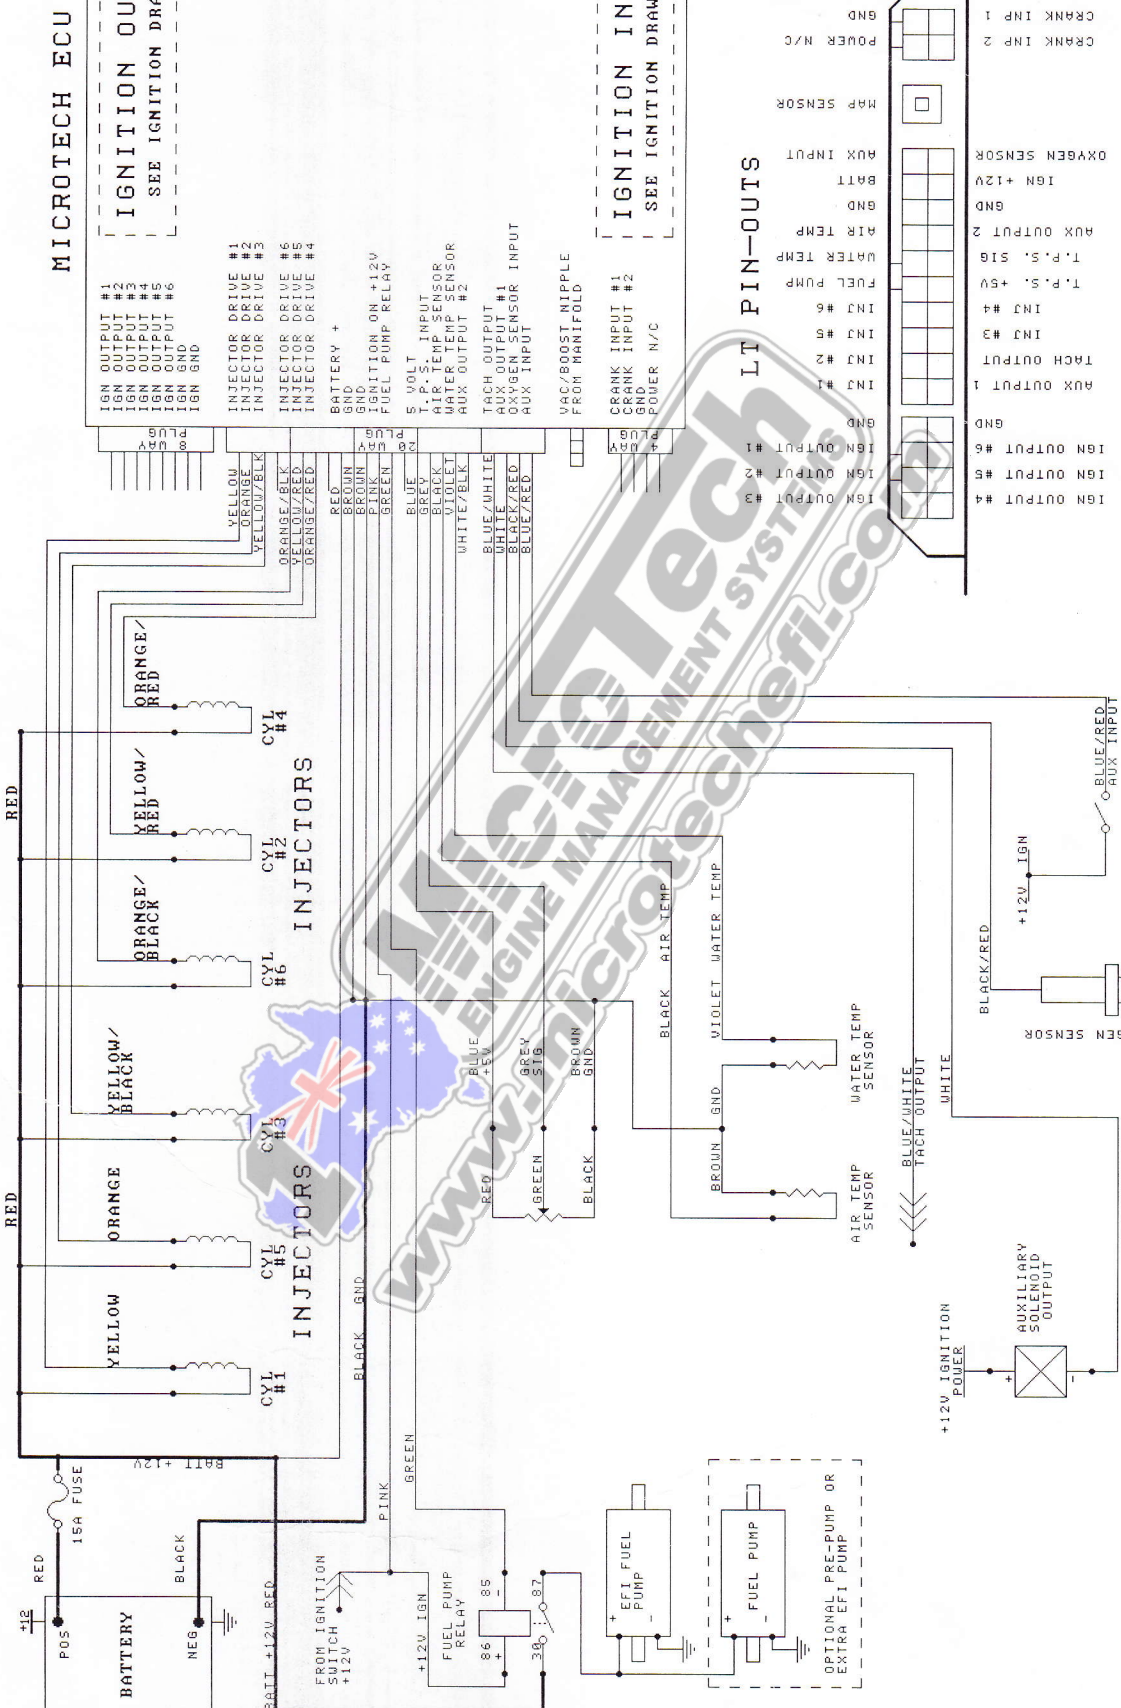 MICROTECH ECU
IGNITION OU
SEE IGNITION DRA
IGNITION IN
SEE IGNITION DRAW
IGN OUTPUT #1
IGN OUTPUT #2
IGN OUTPUT #3
IGN OUTPUT #4
IGN OUTPUT #5
IGN OUTPUT #6
IGN GND
IGN GND
INJECTOR DRIVE #1
INJECTOR DRIVE #2
INJECTOR DRIVE #3
INJECTOR DRIVE #6
INJECTOR DRIVE #5
INJECTOR DRIVE #4
BATTERY +
GND
GND
IGNITION ON +12V
FUEL PUMP RELAY
5 VOLT
T.P.S. INPUT
AIR TEMP SENSOR
WATER TEMP SENSOR
AUX OUTPUT #2
TACH OUTPUT
AUX OUTPUT #1
OXYGEN SENSOR INPUT
AUX INPUT
VAC/BOOST NIPPLE
FROM MANIFOLD
CRANK INPUT #1
CRANK INPUT #2
GND
POWER N/C
8 WAY
PLUG
20 WAY
PLUG
4 WAY
PLUG
YELLOW
ORANGE
YELLOW/BLK
ORANGE/BLK
YELLOW/RED
ORANGE/RED
RED
BROWN
BROWN
PINK
GREEN
BLUE
GREY
BLACK
VIOLET
WHITE/BLK
BLUE/WHITE
WHITE
BLACK/RED
BLUE/RED
LT PIN-OUTS
GND
POWER N/C
MAP SENSOR
AUX INPUT
BATT
GND
AIR TEMP
WATER TEMP
FUEL PUMP
INJ #6
INJ #5
INJ #2
INJ #1
GND
IGN OUTPUT #1
IGN OUTPUT #2
IGN OUTPUT #3
CRANK INP 1
CRANK INP 2
OXYGEN SENSOR
IGN +12V
GND
AUX OUTPUT 2
T.P.S. SIG
T.P.S. +5V
INJ #4
INJ #3
TACH OUTPUT
AUX OUTPUT 1
GND
IGN OUTPUT #6
IGN OUTPUT #5
IGN OUTPUT #4
RED
RED
ORANGE/
RED
CYL
#4
YELLOW/
RED
CYL
#2
ORANGE/
BLACK
CYL
#6
INJECTORS
YELLOW/
BLACK
CYL
#3
ORANGE
CYL
#5
YELLOW
CYL
#1
INJECTORS
MicroTech
ENGINE MANAGEMENT SYSTEMS
www.microtechefi.com
BLUE
+5V
GREY
SIG
BROWN
GND
RED
GREEN
BLACK
BLACK AIR TEMP
VIOLET WATER TEMP
BROWN GND
WATER TEMP
SENSOR
AIR TEMP
SENSOR
BLUE/WHITE
TACH OUTPUT
WHITE
BLACK/RED
GEN SENSOR
+12V IGN
BLUE/RED
AUX INPUT
AUXILIARY
SOLENOID
OUTPUT
+
-
+12V IGNITION
POWER
BLACK GND
PINK
GREEN
BATT +12V
15A FUSE
RED
BLACK
+12
POS
NEG
BATTERY
BATT +12V RED
FROM IGNITION
SWITCH
+12V
+12V IGN
FUEL PUMP
RELAY
85
-
86
+
87
30
EFI FUEL
PUMP
+
-
FUEL PUMP
+
-
OPTIONAL PRE-PUMP OR
EXTRA EFI PUMP